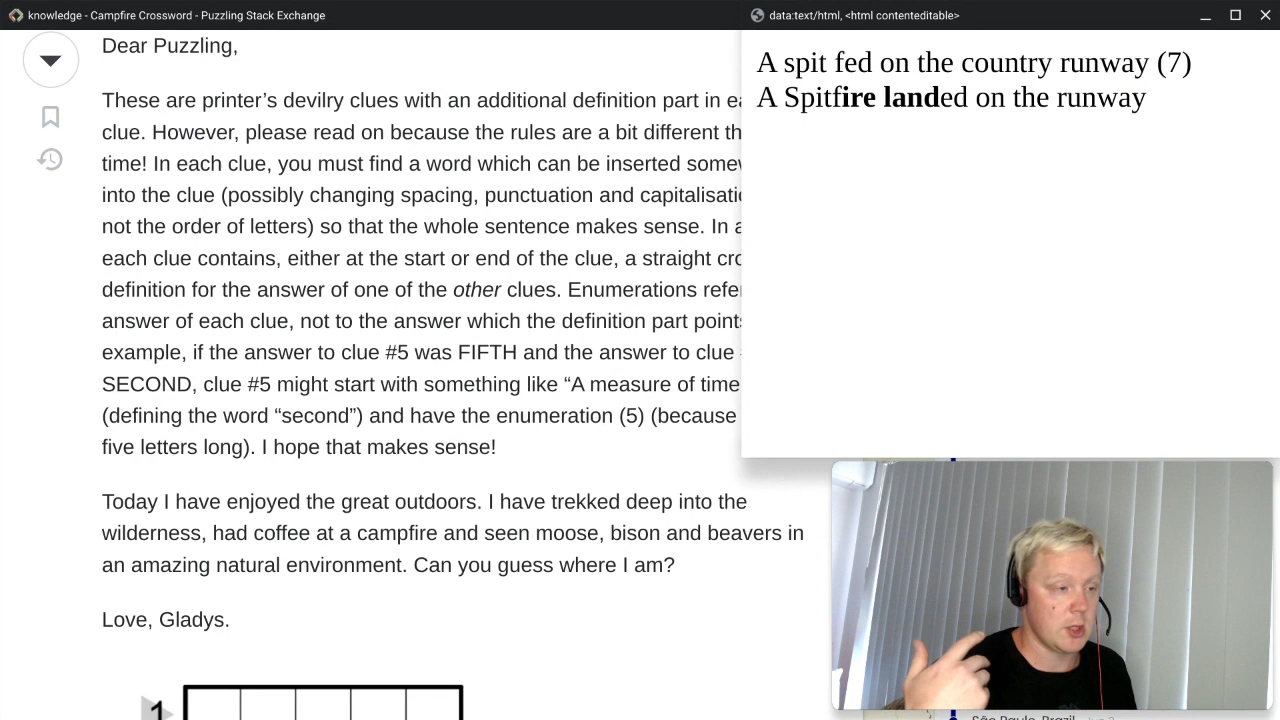 knowledge - Campfire Crossword - Puzzling Stack Exchange
data:text/html, <html contenteditable>
Dear Puzzling,
These are printer’s devilry clues with an additional definition part in
clue. However, please read on because the rules are a bit different
time! In each clue, you must find a word which can be inserted
into the clue (possibly changing spacing, punctuation and
not the order of letters) so that the whole sentence makes sense. In
each clue contains, either at the start or end of the clue, a straight
definition for the answer of one of the other clues. Enumerations
answer of each clue, not to the answer which the definition part
example, if the answer to clue #5 was FIFTH and the answer to clue
SECOND, clue #5 might start with something like “A measure of time
(defining the word “second”) and have the enumeration (5) (because
five letters long). I hope that makes sense!
Today I have enjoyed the great outdoors. I have trekked deep into the
wilderness, had coffee at a campfire and seen moose, bison and beavers in
an amazing natural environment. Can you guess where I am?
Love, Gladys.
1
A spit fed on the country runway (7)
A Spitfire landed on the runway
São Paulo, Brazil